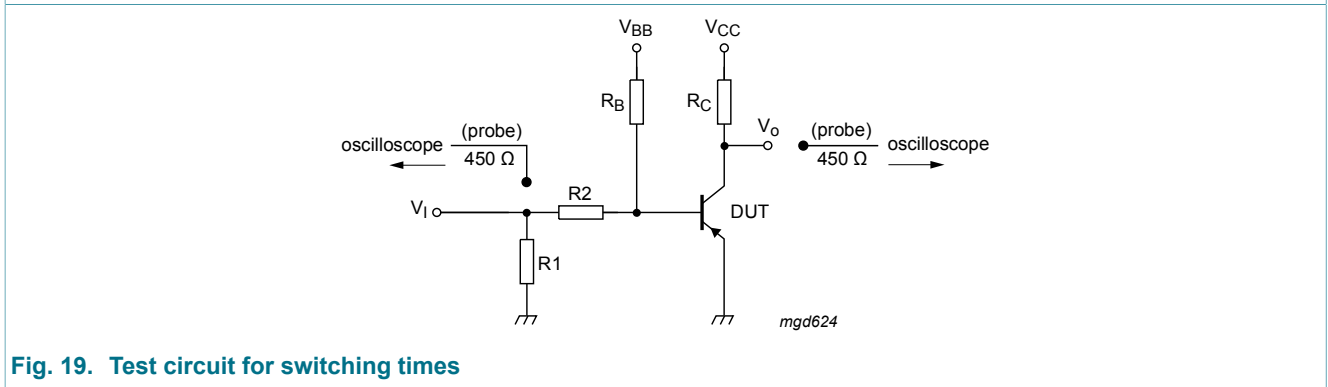 VBB
VCC
RB
RC
Vo
(probe)
oscilloscope
450 Ω
(probe)
oscilloscope
450 Ω
R2
VI
DUT
R1
mgd624
Fig. 19. Test circuit for switching times